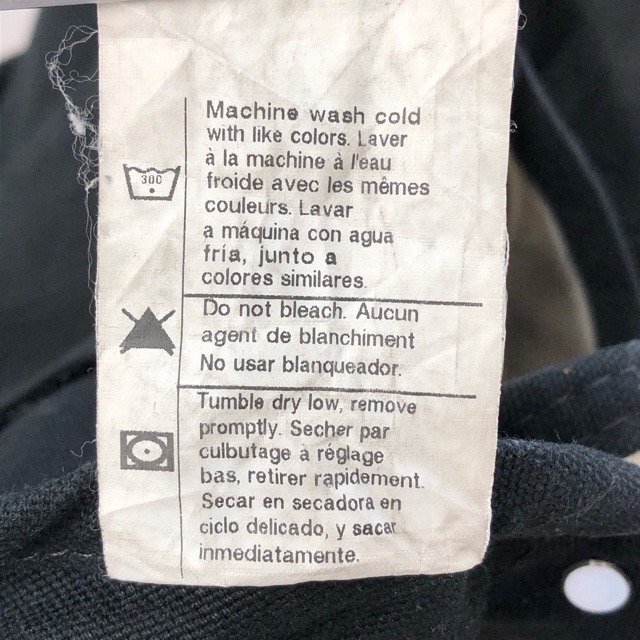 Machine wash cold
with like colors. Laver
à la machine à l'eau
froide avec les mêmes
couleurs. Lavar
a máquina con agua
fría, junto a
colores similares.
300
Do not bleach. Aucun
agent de blanchiment
No usar blanqueador.
Tumble dry low, remove
promptly. Secher par
culbutage à règlage
bas, retirer rapidement.
Secar en secadora en
ciclo delicado, y sacar
inmediatamente.